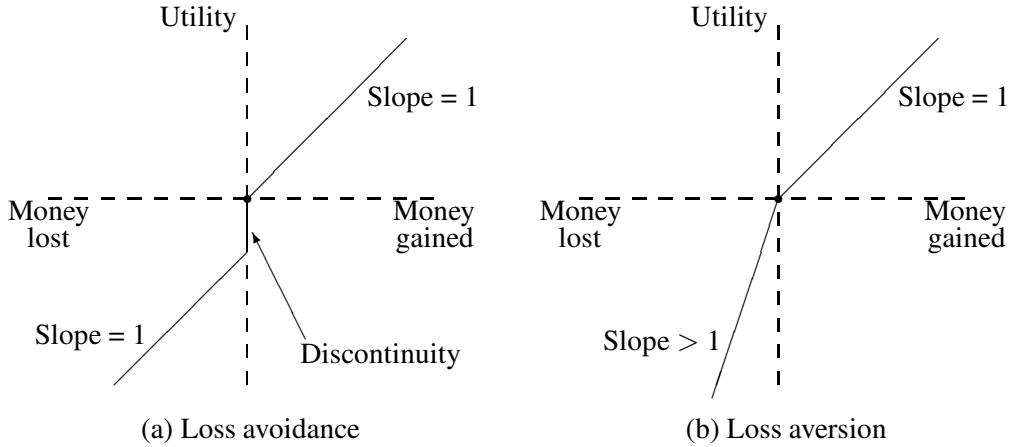 Utility
Slope = 1
Money
lost
Money
gained
Slope = 1
Discontinuity
(a) Loss avoidance
Utility
Slope = 1
Money
lost
Money
gained
Slope > 1
(b) Loss aversion